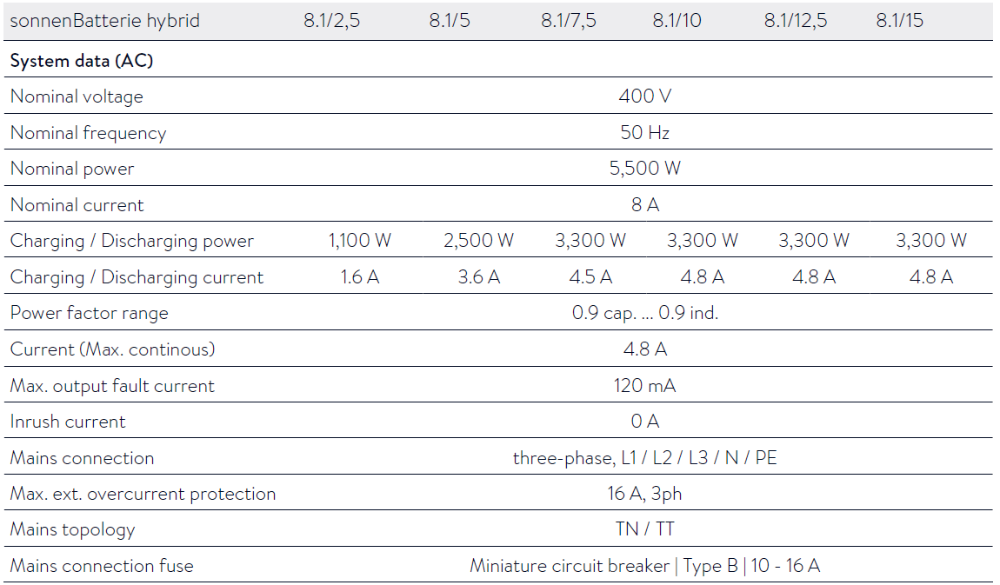 sonnenBatterie hybrid 8.1/2,5 8.1/5 8.1/7,5 8.1/10 8.1/12,5 8.1/15
System data (AC)
Nominal voltage 400 V
Nominal frequency 50 Hz
Nominal power 5,500 W
Nominal current 8 A
Charging / Discharging power 1,100 W 2,500 W 3,300 W 3,300 W 3,300 W 3,300 W
Charging / Discharging current 1.6 A 3.6 A 4.5 A 4.8 A 4.8 A 4.8 A
Power factor range 0.9 cap. ... 0.9 ind.
Current (Max. continous) 4.8 A
Max. output fault current 120 mA
Inrush current 0 A
Mains connection three-phase, L1 / L2 / L3 / N / PE
Max. ext. overcurrent protection 16 A, 3ph
Mains topology TN / TT
Mains connection fuse Miniature circuit breaker | Type B | 10 - 16 A